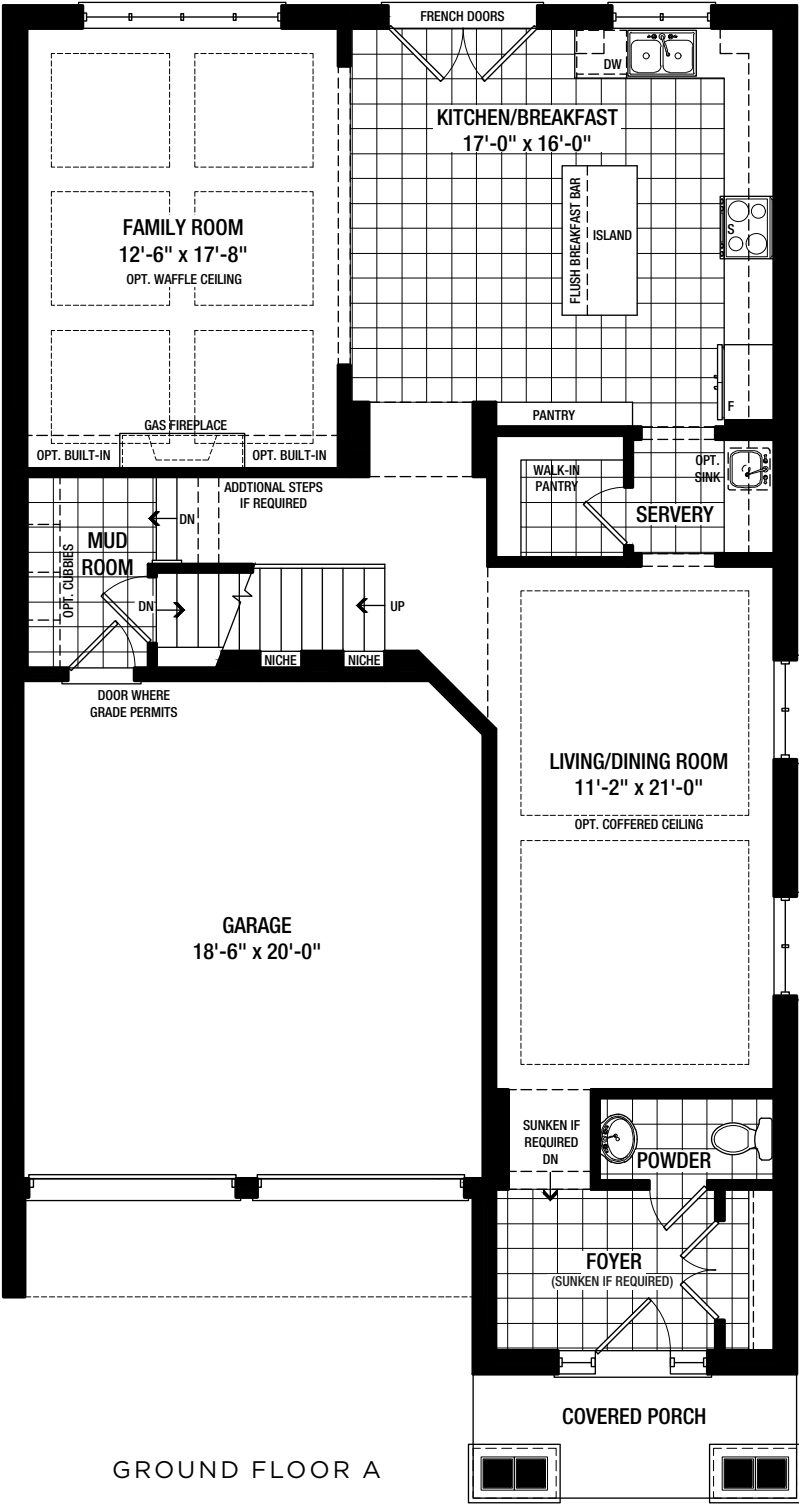 FRENCH DOORS
DW
KITCHEN/BREAKFAST
17'-0" x 16'-0"
FLUSH BREAKFAST BAR
ISLAND
S
F
FAMILY ROOM
12'-6" x 17'-8"
OPT. WAFFLE CEILING
GAS FIREPLACE
OPT. BUILT-IN
OPT. BUILT-IN
PANTRY
WALK-IN
PANTRY
OPT.
SINK
SERVERY
ADDTIONAL STEPS
IF REQUIRED
DN
MUD
ROOM
OPT. CUBBIES
DN
UP
NICHE
NICHE
DOOR WHERE
GRADE PERMITS
LIVING/DINING ROOM
11'-2" x 21'-0"
OPT. COFFERED CEILING
GARAGE
18'-6" x 20'-0"
SUNKEN IF
REQUIRED
DN
POWDER
FOYER
(SUNKEN IF REQUIRED)
COVERED PORCH
GROUND FLOOR A